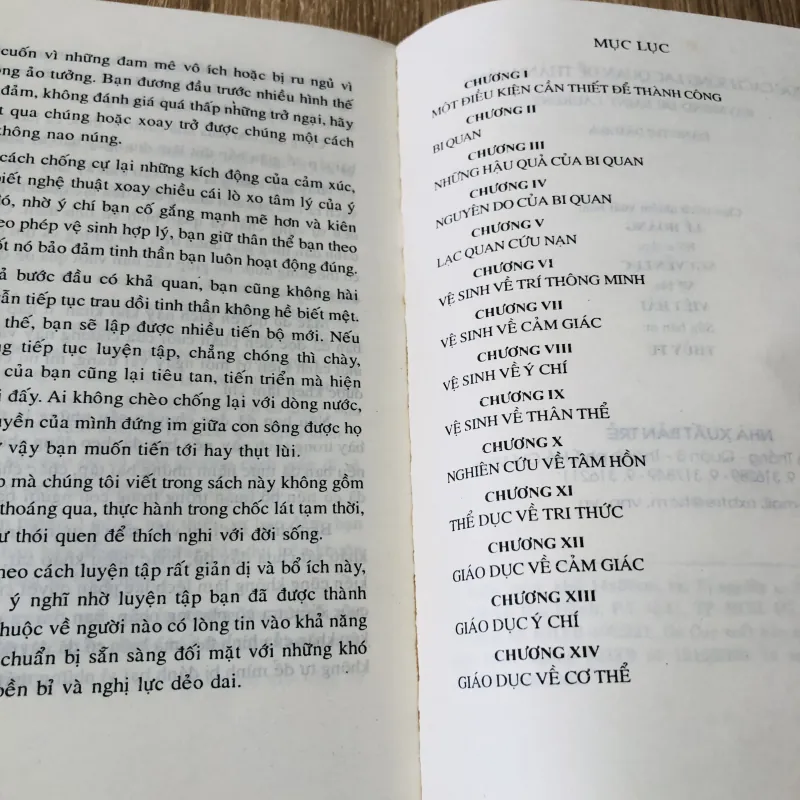 cuốn vì những đam mê vô ích hoặc bị ru ngủ vì
ảo tưởng. Bạn đương đầu trước nhiều hình thế
đảm, không đánh giá quá thấp những trở ngại, hãy
qua chúng hoặc xoay trở được chúng một cách
không nao núng.
cách chống cự lại những kích động của cảm xúc,
biết nghệ thuật xoay chiều cái lò xo tâm lý của ý
nhờ ý chí bạn cố gắng mạnh mẽ hơn và kiên
theo phép vệ sinh hợp lý, bạn giữ thân thể bạn theo
nó bảo đảm tinh thần bạn luôn hoạt động đúng.
bước đầu có khả quan, bạn cũng không hài
vẫn tiếp tục trau dồi tinh thần không hề biết mệt.
thế, bạn sẽ lập được nhiều tiến bộ mới. Nếu
tiếp tục luyện tập, chẳng chóng thì chày,
của bạn cũng lại tiêu tan, tiến triển mà hiện
đấy. Ai không chèo chống lại với dòng nước,
của mình đứng im giữa con sông được họ
vậy bạn muốn tiến tới hay thụt lùi.
mà chúng tôi viết trong sách này không gồm
thoáng qua, thực hành trong chốc lát tạm thời,
thói quen để thích nghi với đời sống.
theo cách luyện tập rất giản dị và bổ ích này,
ý nghĩ nhờ luyện tập bạn đã được thành
thuộc về người nào có lòng tin vào khả năng
chuẩn bị sẵn sàng đối mặt với những khó
bền bỉ và nghị lực dẻo dai.
MỤC LỤC
CHƯƠNG I
MỘT ĐIỀU KIỆN CẦN THIẾT ĐỂ THÀNH CÔNG
CHƯƠNG II
BI QUAN
CHƯƠNG III
NHỮNG HẬU QUẢ CỦA BI QUAN
CHƯƠNG IV
NGUYÊN DO CỦA BI QUAN
CHƯƠNG V
LẠC QUAN CỨU NẠN
CHƯƠNG VI
VỆ SINH VỀ TRÍ THÔNG MINH
CHƯƠNG VII
VỆ SINH VỀ CẢM GIÁC
CHƯƠNG VIII
VỆ SINH VỀ Ý CHÍ
CHƯƠNG IX
VỆ SINH VỀ THÂN THỂ
CHƯƠNG X
NGHIÊN CỨU VỀ TÂM HỒN
CHƯƠNG XI
THỂ DỤC VỀ TRI THỨC
CHƯƠNG XII
GIÁO DỤC VỀ CẢM GIÁC
CHƯƠNG XIII
GIÁO DỤC Ý CHÍ
CHƯƠNG XIV
GIÁO DỤC VỀ CƠ THỂ